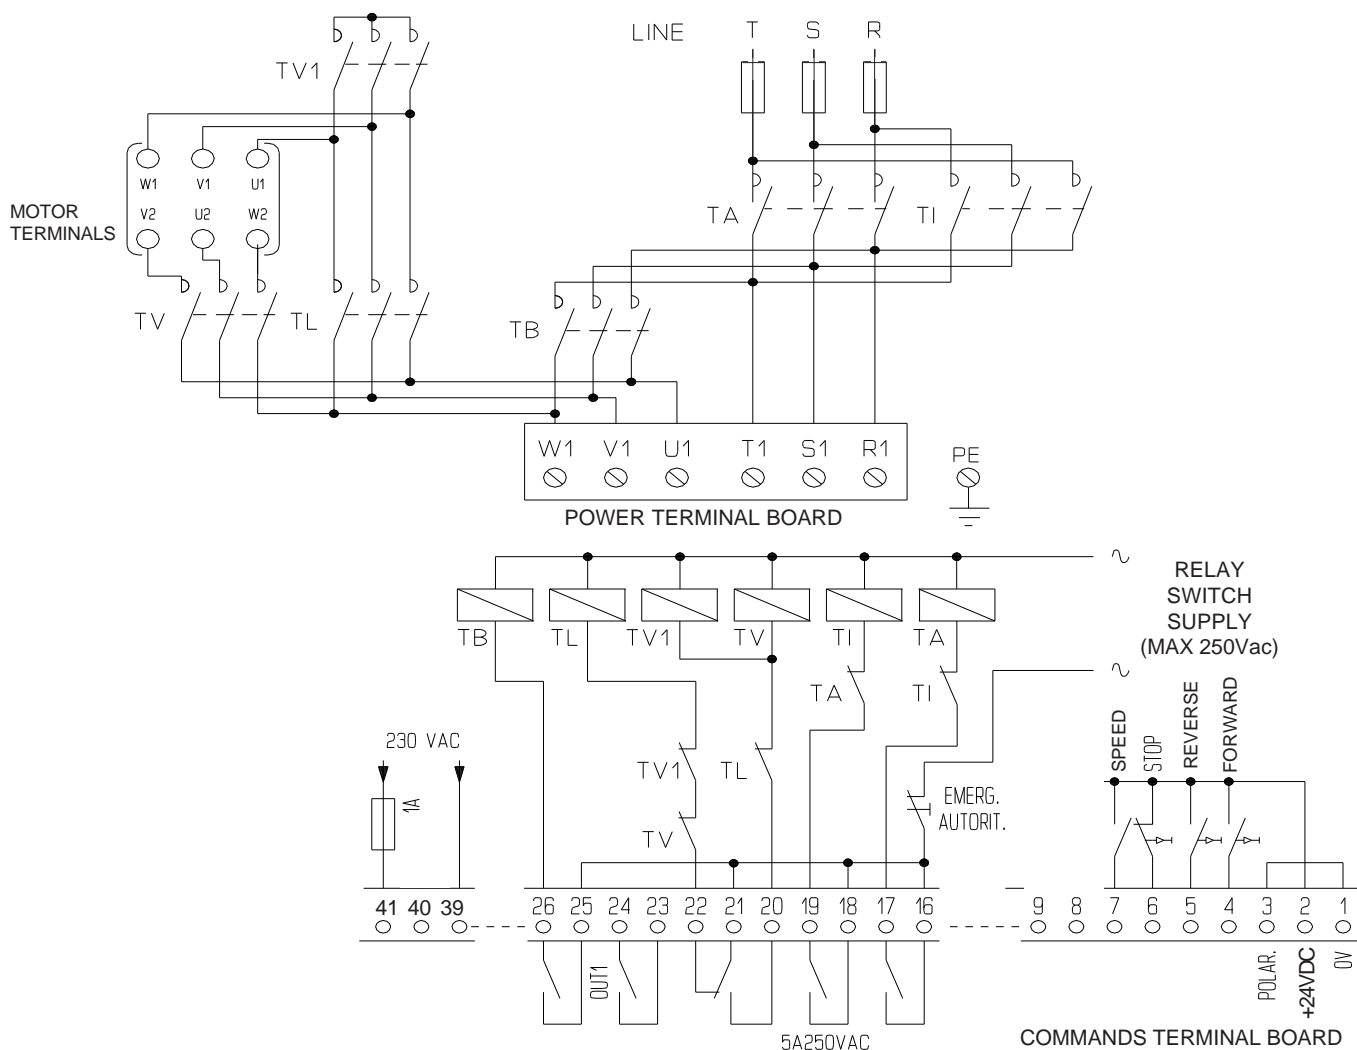 LINE T S R
TV1
W1 V1 U1
V2 U2 W2
MOTOR
TERMINALS
TA TI
TV TL
TB
W1 V1 U1 T1 S1 R1
PE
POWER TERMINAL BOARD
RELAY
SWITCH
SUPPLY
(MAX 250Vac)
TB TL TV1 TV TI TA
TA TI
SPEED
STOP
REVERSE
FORWARD
230 VAC
1A
TV1 TL
TV
EMERG.
AUTORIT.
41 40 39
26 25 24 23 22 21 20 19 18 17 16
9 8 7 6 5 4 3 2 1
OUT1
POLAR.
+24VDC
0V
5A250VAC
COMMANDS TERMINAL BOARD